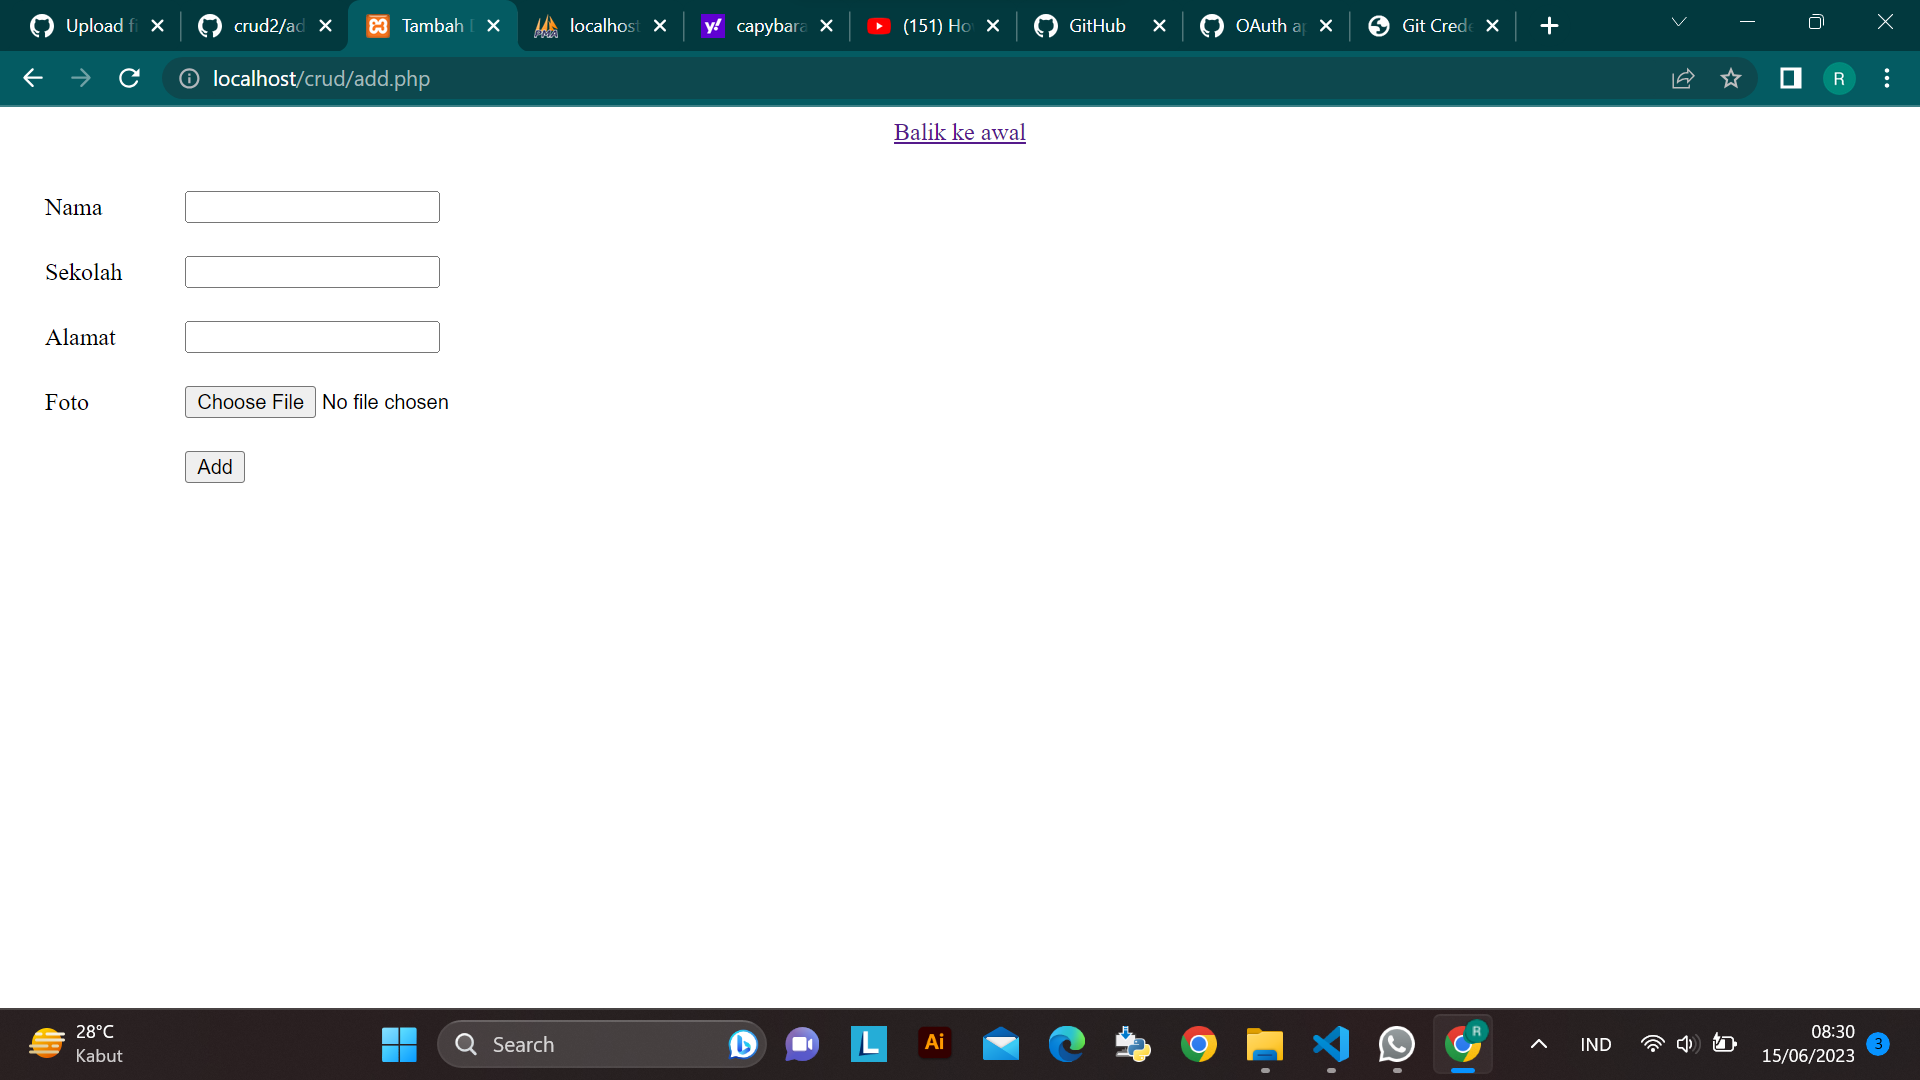 Upload fi
crud2/ad
Tambah
localhost
capybara
(151) Ho
GitHub
OAuth a
Git Crede
localhost/crud/add.php
R
Balik ke awal
Nama
Sekolah
Alamat
Foto
Choose File No file chosen
Add
28°C
Kabut
Search
L
Ai
R
IND
08:30
15/06/2023
3